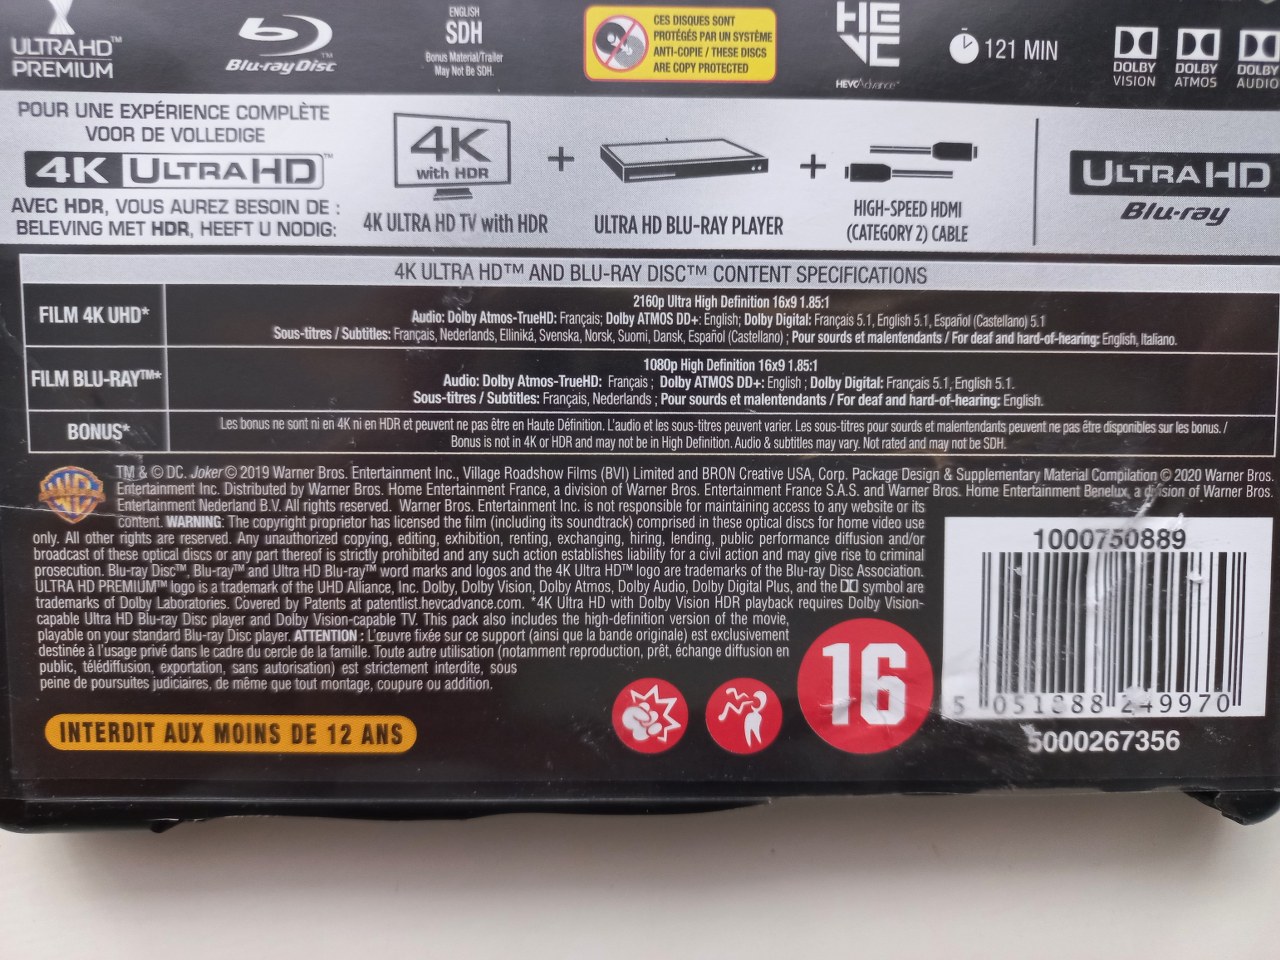 ULTRA HD™
PREMIUM
Blu-ray Disc
ENGLISH
SDH
Bonus Material/Trailer
May Not Be SDH.
CES DISQUES SONT
PROTÉGÉS PAR UN SYSTÈME
ANTI-COPIE / THESE DISCS
ARE COPY PROTECTED
HEVC
HEVC Advance™
121 MIN
DOLBY
VISION
DOLBY
ATMOS
DOLBY
AUDIO
POUR UNE EXPÉRIENCE COMPLÈTE
VOOR DE VOLLEDIGE
4K ULTRA HD™
AVEC HDR, VOUS AUREZ BESOIN DE :
BELEVING MET HDR, HEEFT U NODIG:
4K
with HDR
4K ULTRA HD TV with HDR
+
ULTRA HD BLU-RAY PLAYER
+
HIGH-SPEED HDMI
(CATEGORY 2) CABLE
ULTRA HD
Blu-ray
4K ULTRA HD™ AND BLU-RAY DISC™ CONTENT SPECIFICATIONS
FILM 4K UHD*
2160p Ultra High Definition 16x9 1.85:1
Audio: Dolby Atmos-TrueHD: Français; Dolby ATMOS DD+: English; Dolby Digital: Français 5.1, English 5.1, Español (Castellano) 5.1
Sous-titres / Subtitles: Français, Nederlands, Elliniká, Svenska, Norsk, Suomi, Dansk, Español (Castellano) ; Pour sourds et malentendants / For deaf and hard-of-hearing: English, Italiano.
FILM BLU-RAY™*
1080p High Definition 16x9 1.85:1
Audio: Dolby Atmos-TrueHD: Français ; Dolby ATMOS DD+: English ; Dolby Digital: Français 5.1, English 5.1.
Sous-titres / Subtitles: Français, Nederlands ; Pour sourds et malentendants / For deaf and hard-of-hearing: English.
BONUS*
Les bonus ne sont ni en 4K ni en HDR et peuvent ne pas être en Haute Définition. L'audio et les sous-titres peuvent varier. Les sous-titres pour sourds et malentendants peuvent ne pas être disponibles sur les bonus. /
Bonus is not in 4K or HDR and may not be in High Definition. Audio & subtitles may vary. Not rated and may not be SDH.
TM & © DC. Joker © 2019 Warner Bros. Entertainment Inc., Village Roadshow Films (BVI) Limited and BRON Creative USA, Corp. Package Design & Supplementary Material Compilation © 2020 Warner Bros.
Entertainment Inc. Distributed by Warner Bros. Home Entertainment France, a division of Warner Bros. Entertainment France S.A.S. and Warner Bros. Home Entertainment Benelux, a division of Warner Bros.
Entertainment Nederland B.V. All rights reserved. Warner Bros. Entertainment Inc. is not responsible for maintaining access to any website or its
content. WARNING: The copyright proprietor has licensed the film (including its soundtrack) comprised in these optical discs for home video use
only. All other rights are reserved. Any unauthorized copying, editing, exhibition, renting, exchanging, hiring, lending, public performance diffusion and/or
broadcast of these optical discs or any part thereof is strictly prohibited and any such action establishes liability for a civil action and may give rise to criminal
prosecution. Blu-ray Disc™, Blu-ray™ and Ultra HD Blu-ray™ word marks and logos and the 4K Ultra HD™ logo are trademarks of the Blu-ray Disc Association.
ULTRA HD PREMIUM™ logo is a trademark of the UHD Alliance, Inc. Dolby, Dolby Vision, Dolby Atmos, Dolby Audio, Dolby Digital Plus, and the symbol are
trademarks of Dolby Laboratories. Covered by Patents at patentlist.hevcadvance.com. *4K Ultra HD with Dolby Vision HDR playback requires Dolby Vision-
capable Ultra HD Blu-ray Disc player and Dolby Vision-capable TV. This pack also includes the high-definition version of the movie,
playable on your standard Blu-ray Disc player. ATTENTION : L'œuvre fixée sur ce support (ainsi que la bande originale) est exclusivement
destinée à l'usage privé dans le cadre du cercle de la famille. Toute autre utilisation (notamment reproduction, prêt, échange diffusion en
public, télédiffusion, exportation, sans autorisation) est strictement interdite, sous
peine de poursuites judiciaires, de même que tout montage, coupure ou addition.
INTERDIT AUX MOINS DE 12 ANS
16
1000750889
5 051888 249970
5000267356